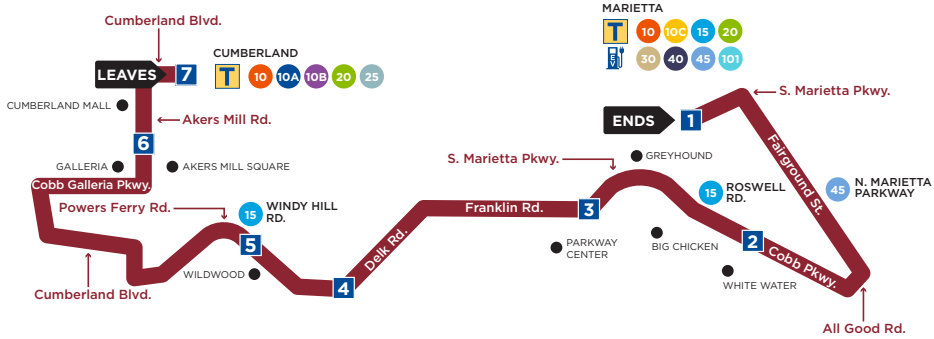 Cumberland Blvd.
LEAVES
7
CUMBERLAND
T 10 10A 10B 20 25
CUMBERLAND MALL
Akers Mill Rd.
6
GALLERIA
AKERS MILL SQUARE
Cobb Galleria Pkwy.
Powers Ferry Rd.
15
WINDY HILL
RD.
5
WILDWOOD
Cumberland Blvd.
4
Delk Rd.
Franklin Rd.
3
S. Marietta Pkwy.
GREYHOUND
PARKWAY
CENTER
BIG CHICKEN
15
ROSWELL
RD.
2
Cobb Pkwy.
WHITE WATER
MARIETTA
T 10 10C 15 20
EV 30 40 45 101
S. Marietta Pkwy.
ENDS
1
Fairground St.
45
N. MARIETTA
PARKWAY
All Good Rd.